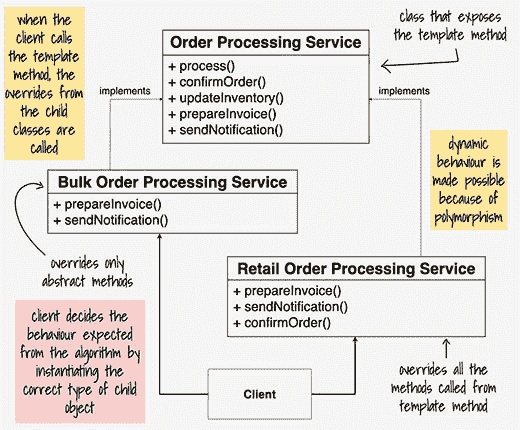 when the
client calls
the template
method, the
overrides from
the child
classes are
called
Order Processing Service
+ process()
+ confirmOrder()
+ updateInventory()
+ prepareInvoice()
+ sendNotification()
class that exposes
the template method
implements
implements
dynamic
behaviour is
made possible
because of
polymorphism
Bulk Order Processing Service
+ prepareInvoice()
+ sendNotification()
overrides only
abstract methods
Retail Order Processing Service
+ prepareInvoice()
+ sendNotification()
+ confirmOrder()
client decides the
behaviour expected
from the algorithm by
instantiating the
correct type of child
object
Client
overrides all the
methods called from
template method